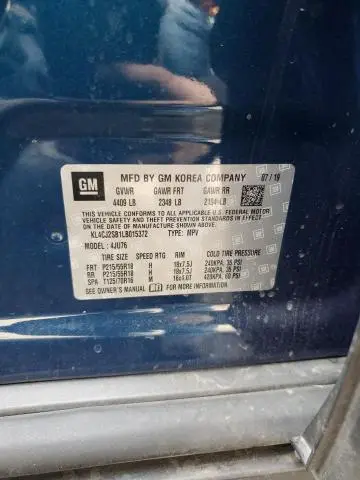 GM
MFD BY GM KOREA COMPANY 07/19
GVWR GAWR FRT GAWR RR
4409 LB 2348 LB 2154 LB
THIS VEHICLE CONFORMS TO ALL APPLICABLE U.S. FEDERAL MOTOR
VEHICLE SAFETY, BUMPER, AND THEFT PREVENTION STANDARDS IN
EFFECT ON THE DATE OF MANUFACTURE SHOWN ABOVE.
KL4CJ2SB1LB015372 TYPE: MPV
MODEL: 4JU76
TIRE SIZE SPEED RTG RIM COLD TIRE PRESSURE
FRT P215/55R18 H 18x7.5J 240KPA, 35 PSI
RR P215/55R18 H 18x7.5J 240KPA, 35 PSI
SPA T125/70R16 M 16x4.0T 420KPA, 60 PSI
SEE OWNER'S MANUAL FOR MORE INFORMATION.